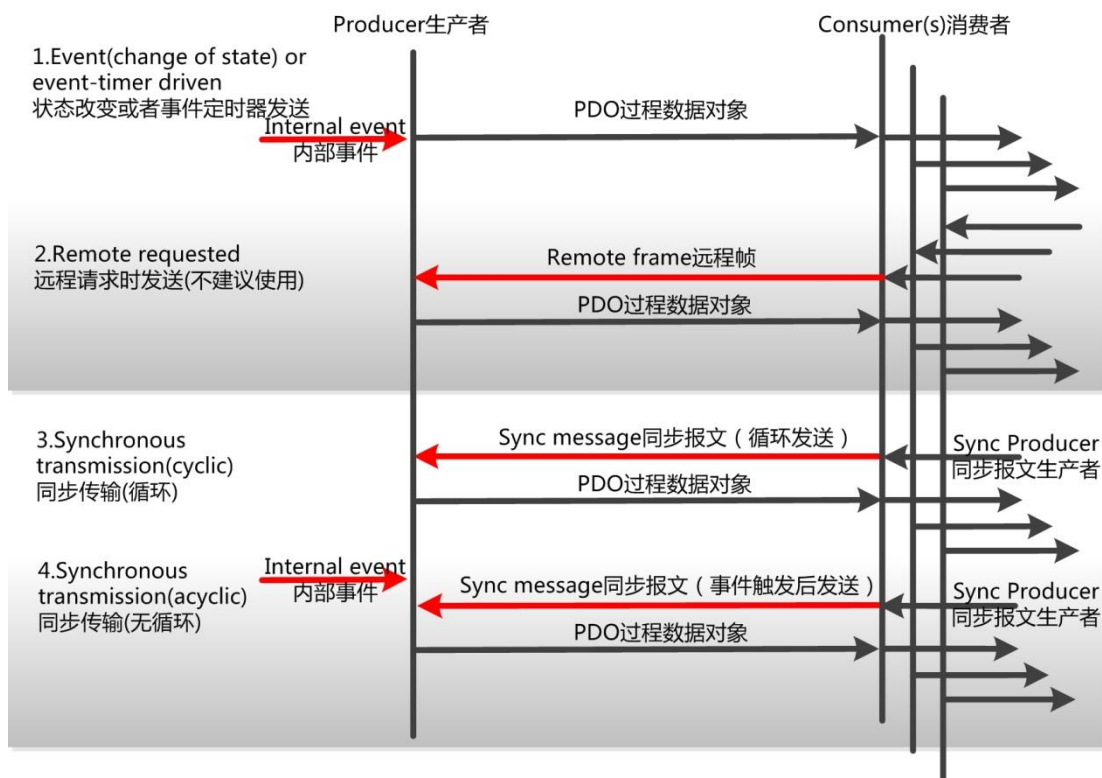 Producer生产者
Consumer(s)消费者
1.Event(change of state) or
event-timer driven
状态改变或者事件定时器发送
Internal event
内部事件
PDO过程数据对象
2.Remote requested
远程请求时发送(不建议使用)
Remote frame远程帧
PDO过程数据对象
3.Synchronous
transmission(cyclic)
同步传输(循环)
Sync message同步报文（循环发送）
Sync Producer
同步报文生产者
PDO过程数据对象
4.Synchronous
transmission(acyclic)
同步传输(无循环)
Internal event
内部事件
Sync message同步报文（事件触发后发送）
Sync Producer
同步报文生产者
PDO过程数据对象